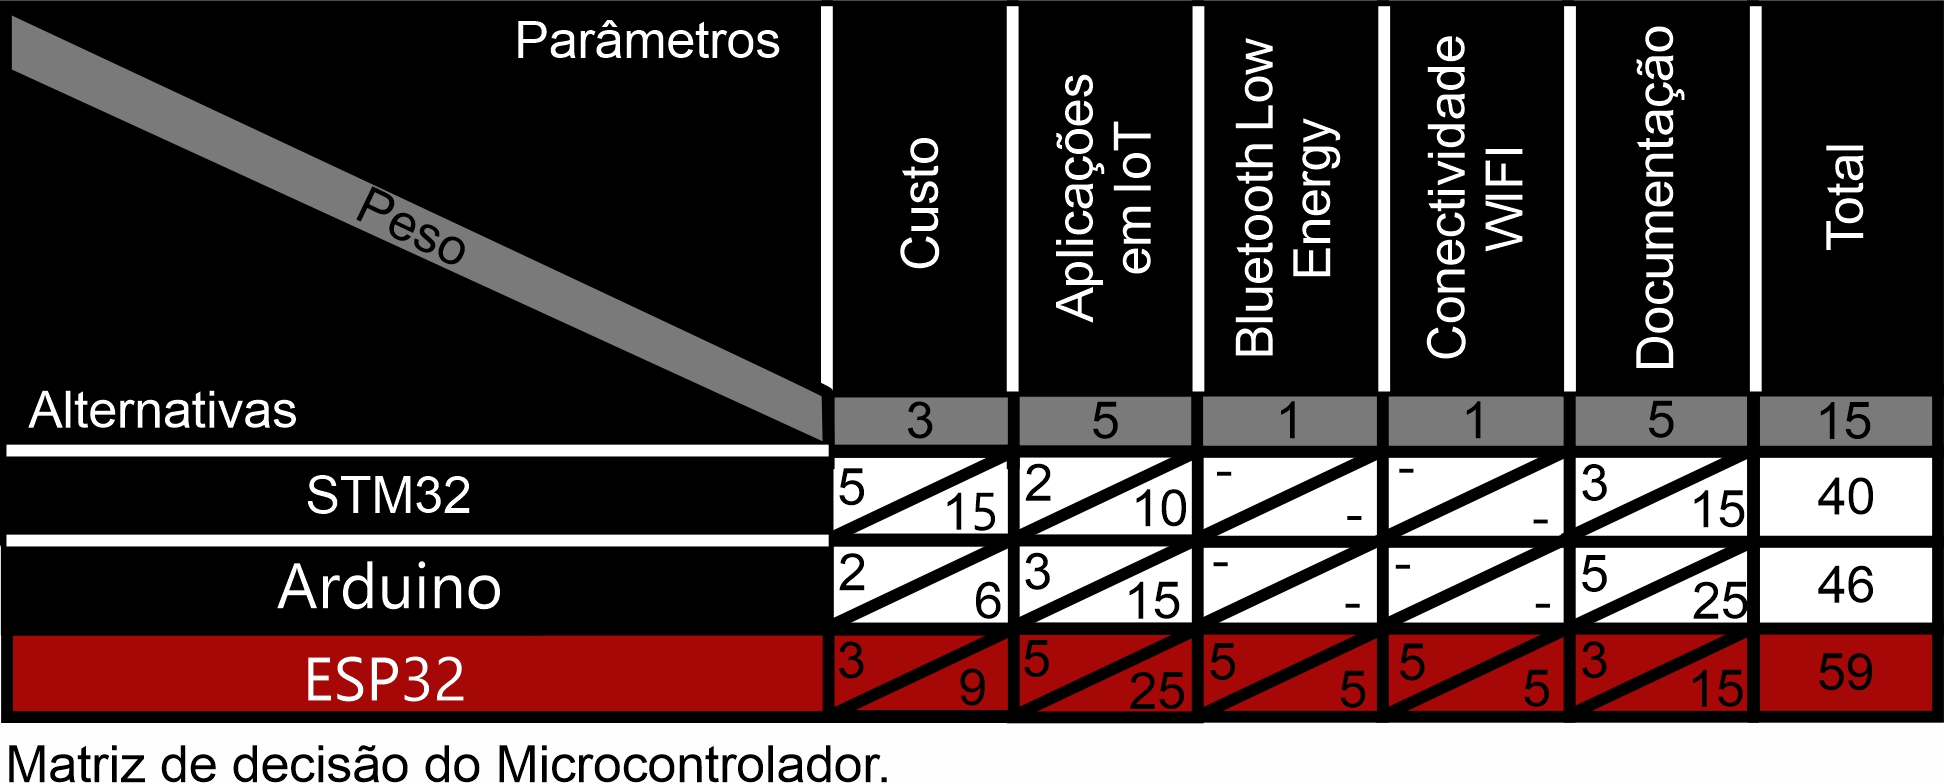 Parâmetros
Peso
Alternativas
Custo
Aplicações
em IoT
Bluetooth Low
Energy
Conectividade
WIFI
Documentação
Total
3 5 1 1 5 15
STM32 5 15 2 10 - - - - 3 15 40
Arduino 2 6 3 15 - - - - 5 25 46
ESP32 3 9 5 25 5 5 5 5 3 15 59
Matriz de decisão do Microcontrolador.